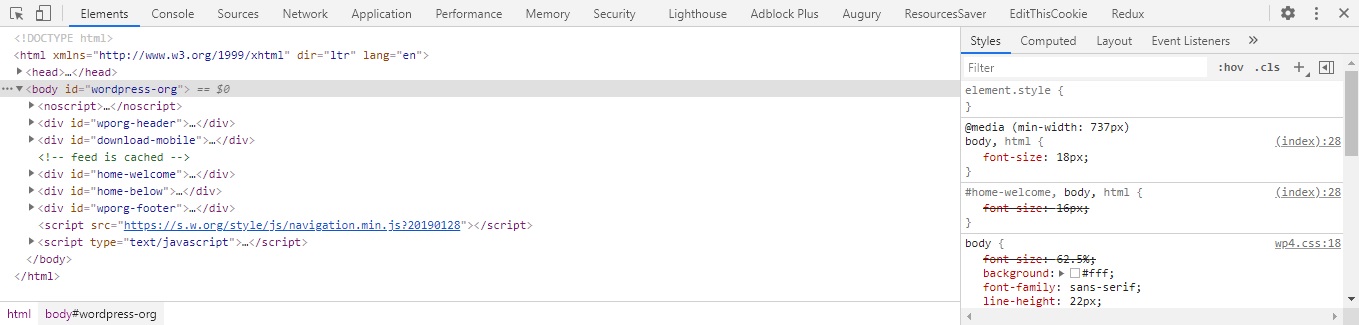 Elements Console Sources Network Application Performance Memory Security Lighthouse Adblock Plus Augury ResourcesSaver EditThisCookie Redux
<!DOCTYPE html>
<html xmlns="http://www.w3.org/1999/xhtml" dir="ltr" lang="en">
<head>…</head>
<body id="wordpress-org"> == $0
<noscript>…</noscript>
<div id="wporg-header">…</div>
<div id="download-mobile">…</div>
<!-- feed is cached -->
<div id="home-welcome">…</div>
<div id="home-below">…</div>
<div id="wporg-footer">…</div>
<script src="https://s.w.org/style/js/navigation.min.js?20190128"></script>
<script type="text/javascript">…</script>
</body>
</html>
html body#wordpress-org
Styles Computed Layout Event Listeners
Filter :hov .cls
element.style {
}
@media (min-width: 737px)
body, html { (index):28
font-size: 18px;
}
#home-welcome, body, html { (index):28
font-size: 16px;
}
body { wp4.css:18
font-size: 62.5%;
background: #fff;
font-family: sans-serif;
line-height: 22px;